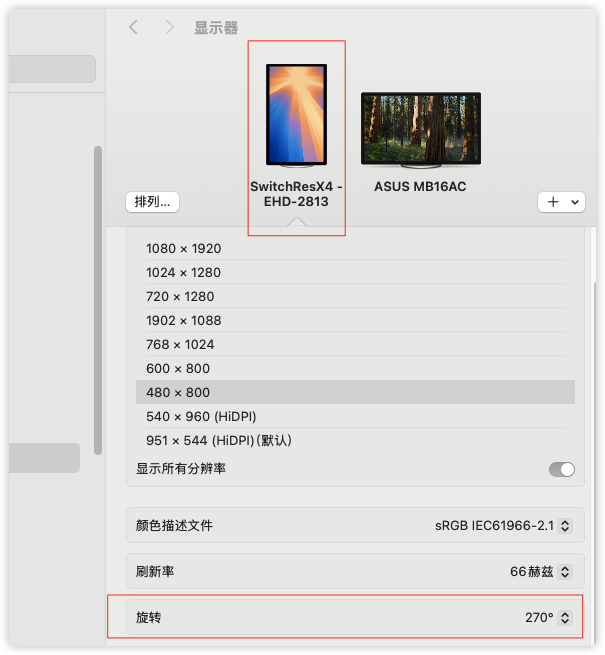 显示器
SwitchResX4 -
EHD-2813
ASUS MB16AC
排列...
1080 × 1920
1024 × 1280
720 × 1280
1902 × 1088
768 × 1024
600 × 800
480 × 800
540 × 960 (HiDPI)
951 × 544 (HiDPI)(默认)
显示所有分辨率
颜色描述文件 sRGB IEC61966-2.1
刷新率 66赫兹
旋转 270°